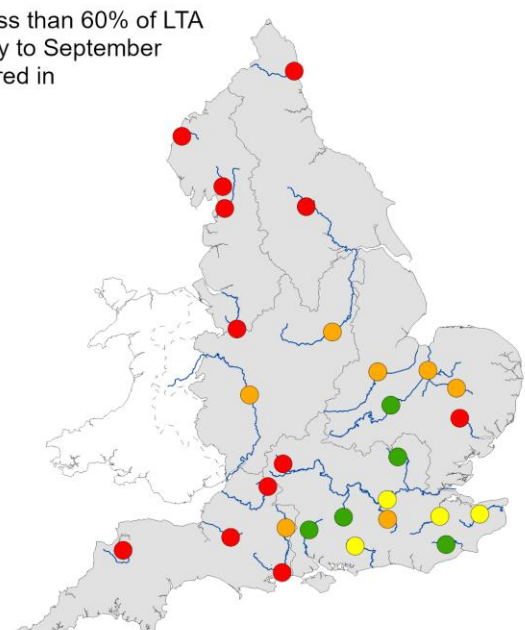 ss than 60% of LTA
y to September
red in